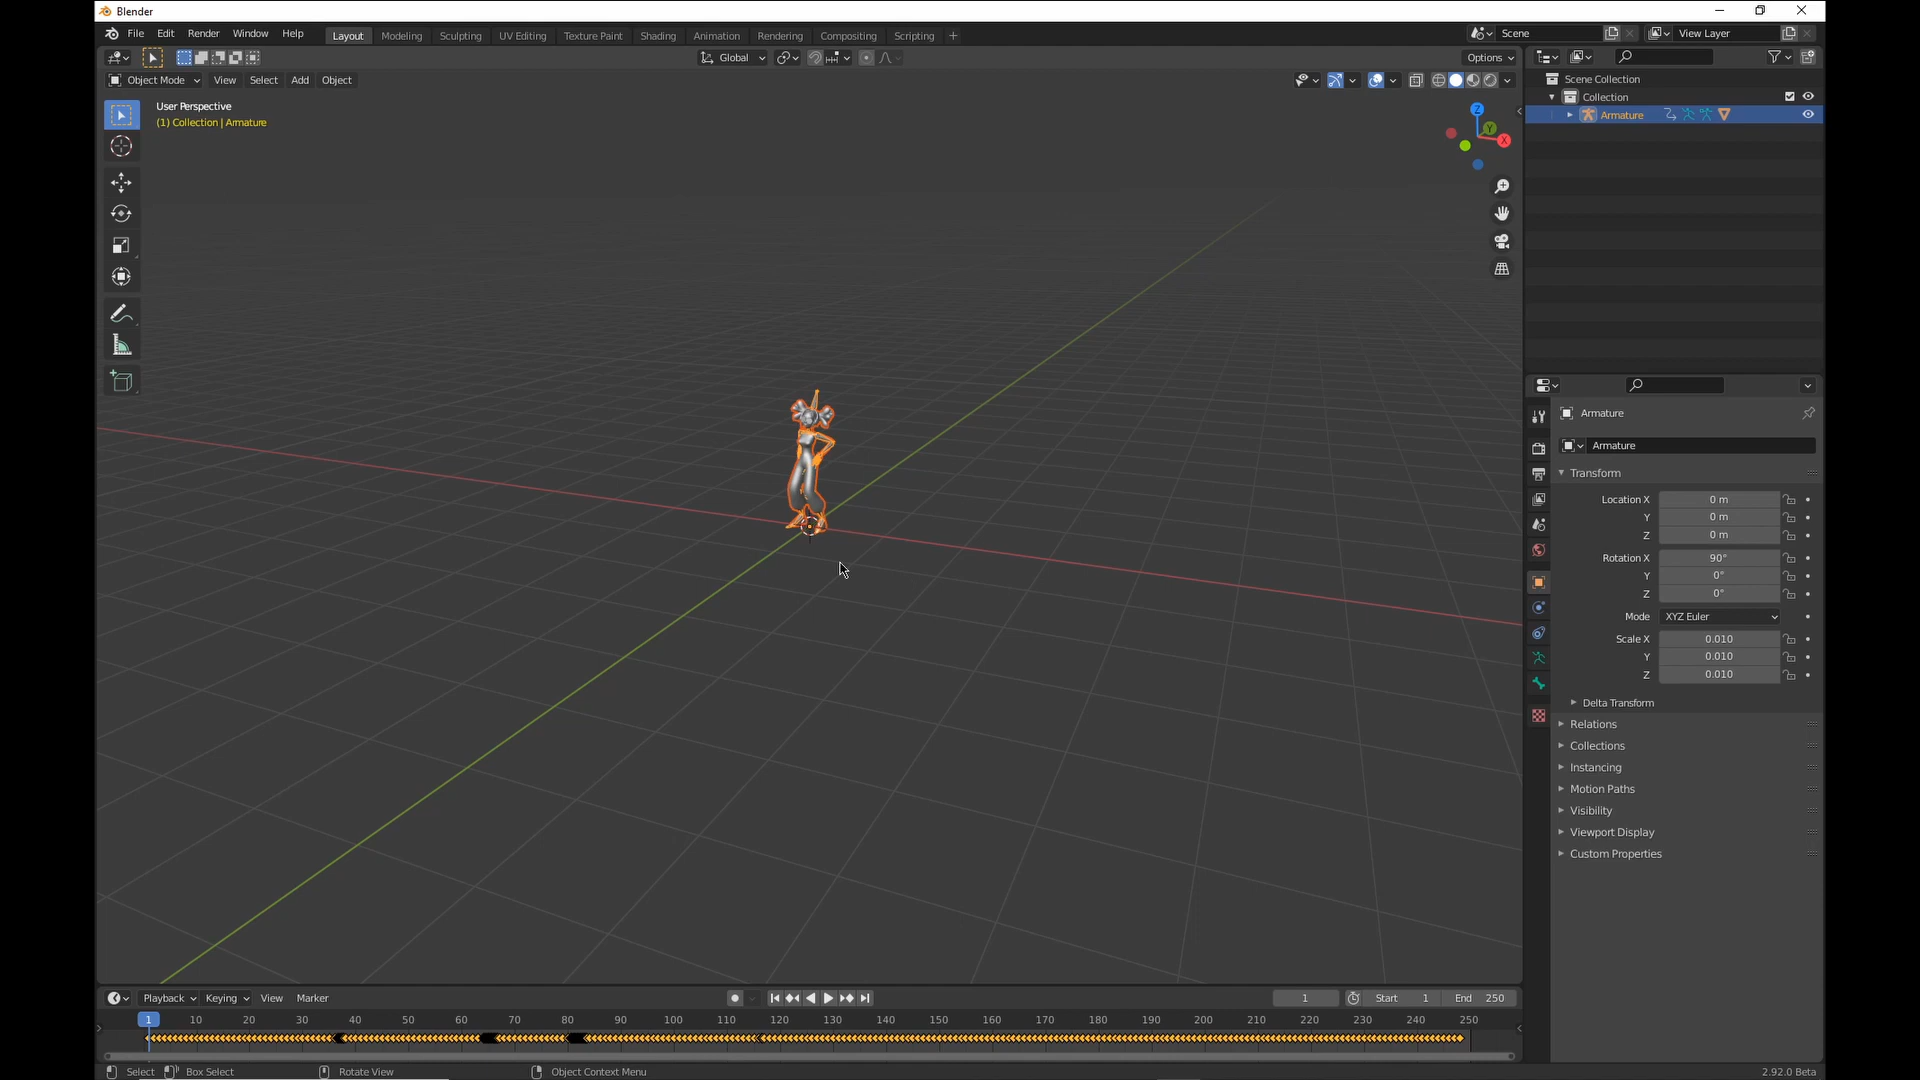 Blender
File Edit Render Window Help Layout Modeling Sculpting UV Editing Texture Paint Shading Animation Rendering Compositing Scripting + Scene View Layer
Global Options
Object Mode View Select Add Object
User Perspective
(1) Collection | Armature
Z Y X
Scene Collection
Collection
Armature
Armature
Armature
Transform
Location X 0 m
Y 0 m
Z 0 m
Rotation X 90°
Y 0°
Z 0°
Mode XYZ Euler
Scale X 0.010
Y 0.010
Z 0.010
Delta Transform
Relations
Collections
Instancing
Motion Paths
Visibility
Viewport Display
Custom Properties
Playback Keying View Marker 1 Start 1 End 250
1 10 20 30 40 50 60 70 80 90 100 110 120 130 140 150 160 170 180 190 200 210 220 230 240 250
Select Box Select Rotate View Object Context Menu 2.92.0 Beta